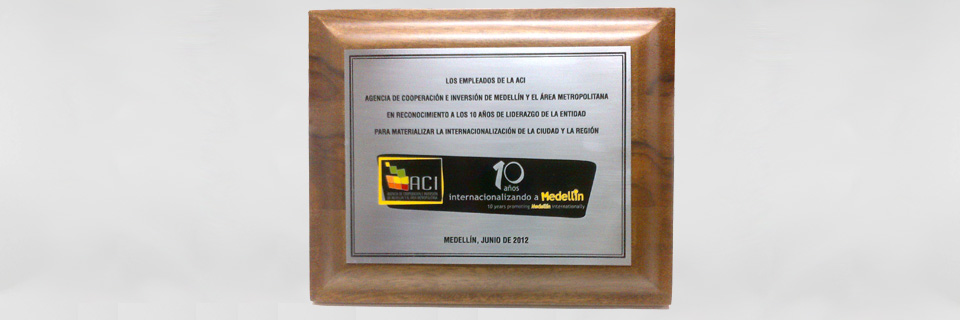 LOS EMPLEADOS DE LA ACI
AGENCIA DE COOPERACIÓN E INVERSIÓN DE MEDELLÍN Y EL ÁREA METROPOLITANA
EN RECONOCIMIENTO A LOS 10 AÑOS DE LIDERAZGO DE LA ENTIDAD
PARA MATERIALIZAR LA INTERNACIONALIZACIÓN DE LA CIUDAD Y LA REGIÓN
ACI
10
años
internacionalizando a Medellín
10 years promoting Medellín internationally
MEDELLÍN, JUNIO DE 2012